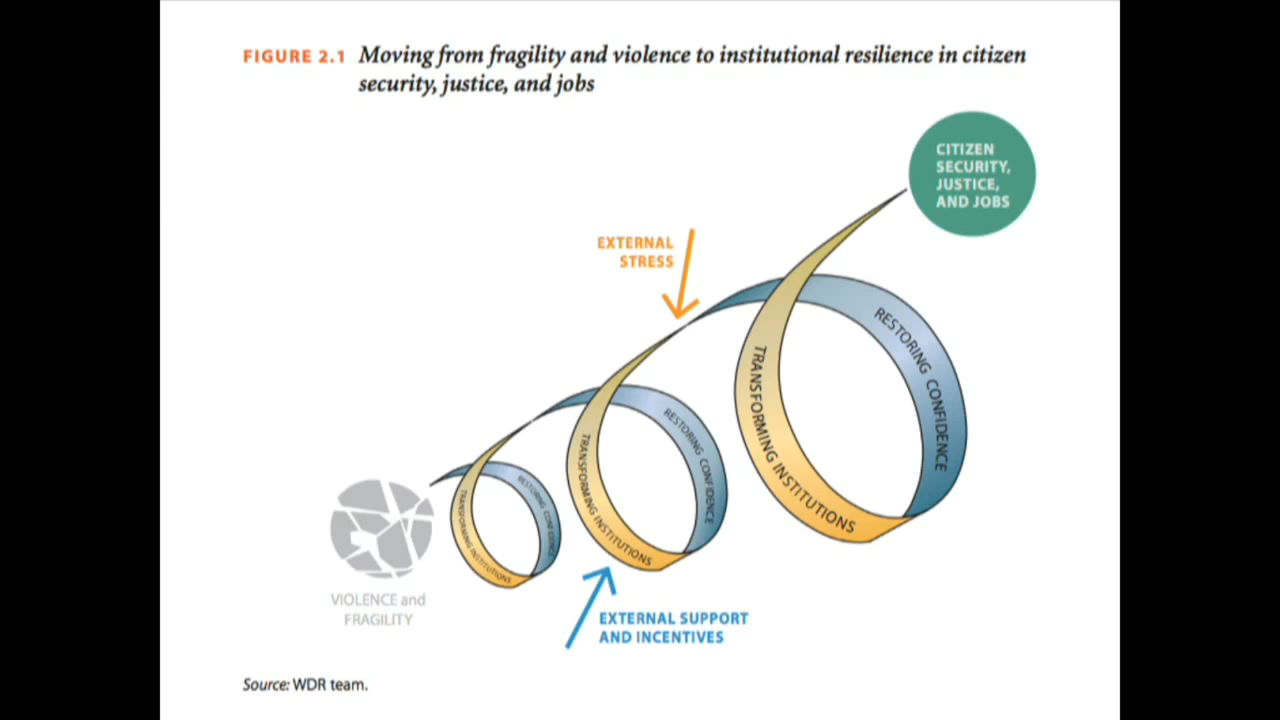 FIGURE 2.1 Moving from fragility and violence to institutional resilience in citizen
security, justice, and jobs
CITIZEN
SECURITY,
JUSTICE,
AND JOBS
EXTERNAL
STRESS
RESTORING CONFIDENCE
TRANSFORMING INSTITUTIONS
RESTORING CONFIDENCE
TRANSFORMING INSTITUTIONS
RESTORING CONFIDENCE
TRANSFORMING INSTITUTIONS
VIOLENCE and
FRAGILITY
EXTERNAL SUPPORT
AND INCENTIVES
Source: WDR team.